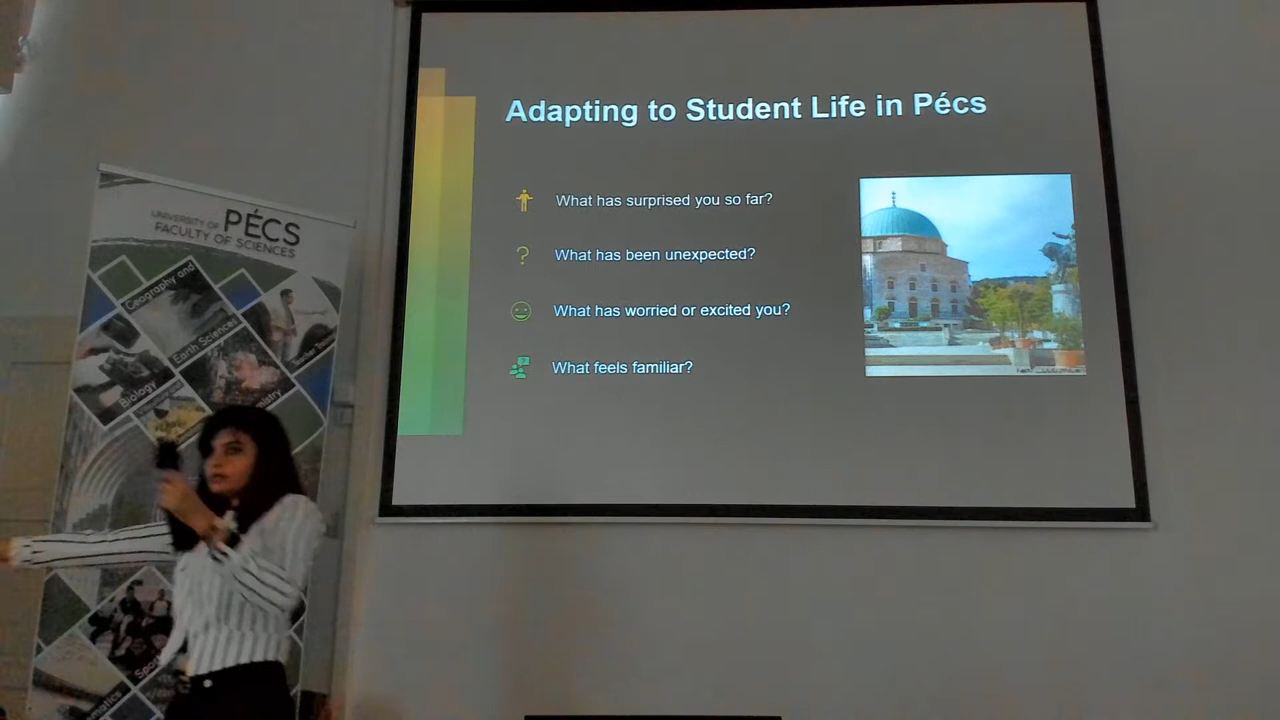 Adapting to Student Life in Pécs
What has surprised you so far?
What has been unexpected?
What has worried or excited you?
What feels familiar?
UNIVERSITY OF PÉCS
FACULTY OF SCIENCES
Geography and
Earth Sciences
Biology